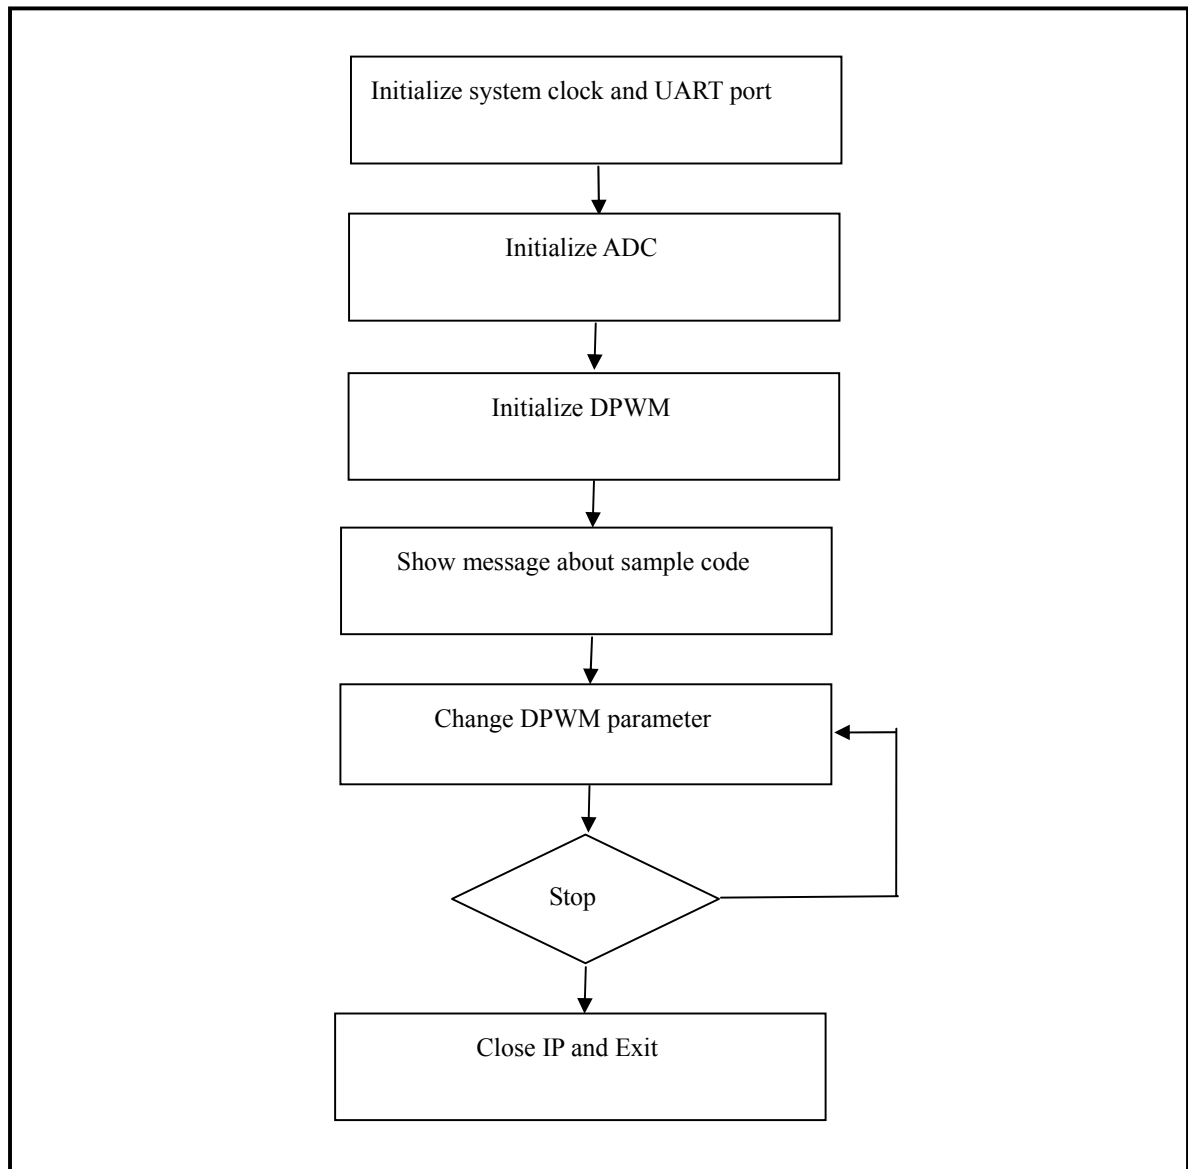 Initialize system clock and UART port
Initialize ADC
Initialize DPWM
Show message about sample code
Change DPWM parameter
Stop
Close IP and Exit